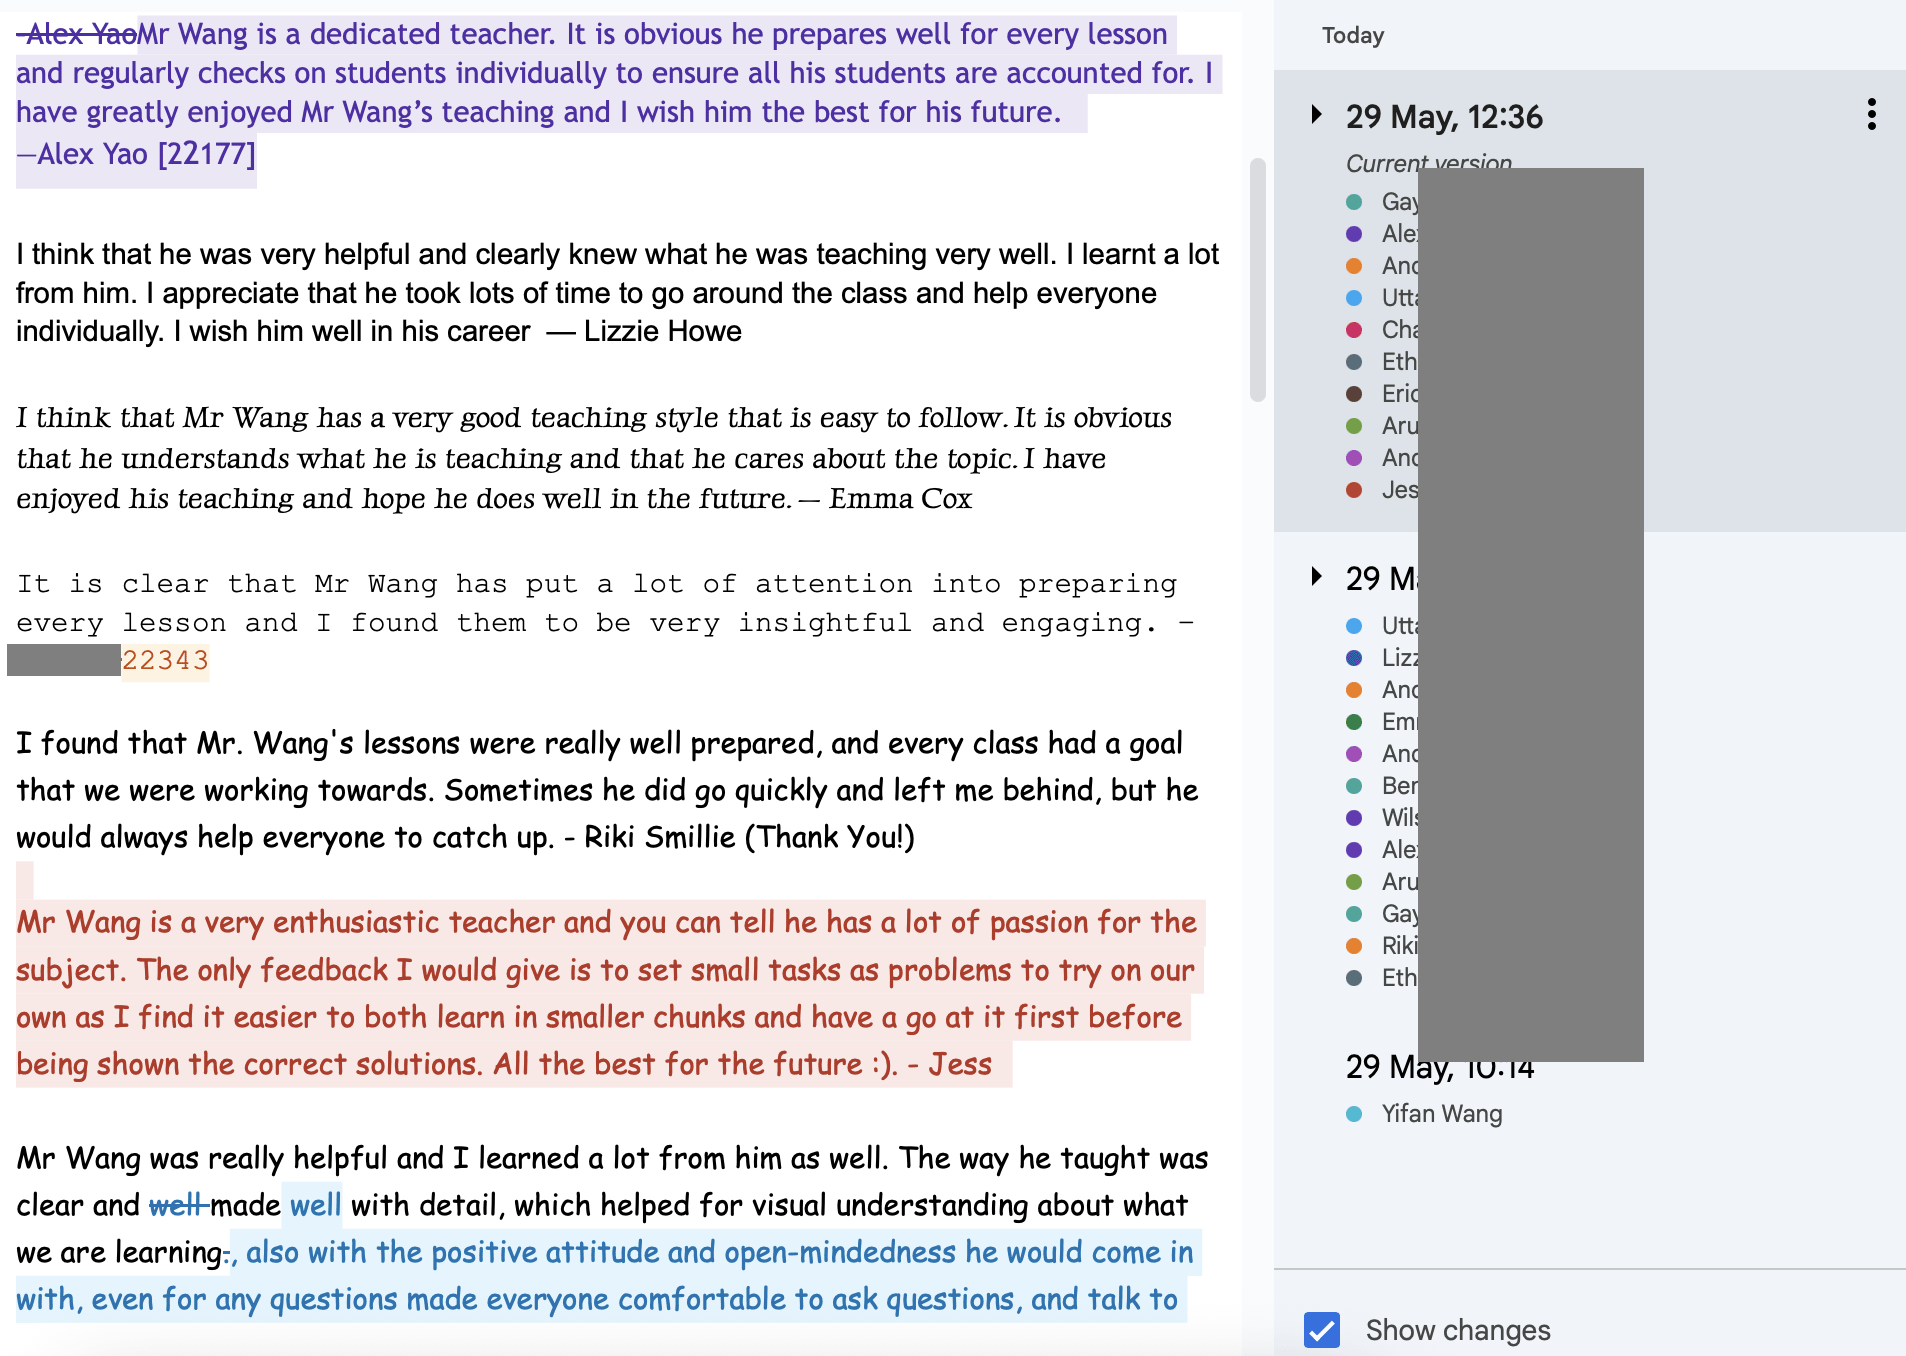 -Alex YaoMr Wang is a dedicated teacher. It is obvious he prepares well for every lesson
and regularly checks on students individually to ensure all his students are accounted for. I
have greatly enjoyed Mr Wang’s teaching and I wish him the best for his future.
—Alex Yao [22177]
I think that he was very helpful and clearly knew what he was teaching very well. I learnt a lot
from him. I appreciate that he took lots of time to go around the class and help everyone
individually. I wish him well in his career — Lizzie Howe
I think that Mr Wang has a very good teaching style that is easy to follow. It is obvious
that he understands what he is teaching and that he cares about the topic. I have
enjoyed his teaching and hope he does well in the future. — Emma Cox
It is clear that Mr Wang has put a lot of attention into preparing
every lesson and I found them to be very insightful and engaging. –
22343
I found that Mr. Wang's lessons were really well prepared, and every class had a goal
that we were working towards. Sometimes he did go quickly and left me behind, but he
would always help everyone to catch up. - Riki Smillie (Thank You!)
Mr Wang is a very enthusiastic teacher and you can tell he has a lot of passion for the
subject. The only feedback I would give is to set small tasks as problems to try on our
own as I find it easier to both learn in smaller chunks and have a go at it first before
being shown the correct solutions. All the best for the future :). - Jess
Mr Wang was really helpful and I learned a lot from him as well. The way he taught was
clear and well made well with detail, which helped for visual understanding about what
we are learning., also with the positive attitude and open-mindedness he would come in
with, even for any questions made everyone comfortable to ask questions, and talk to
Today
29 May, 12:36
Current version
Gay
Ale
And
Utta
Cha
Eth
Eric
Aru
And
Jes
29 Ma
Utta
Lizz
And
Em
And
Ber
Wils
Ale
Aru
Gay
Riki
Eth
29 May, 10:14
Yifan Wang
Show changes